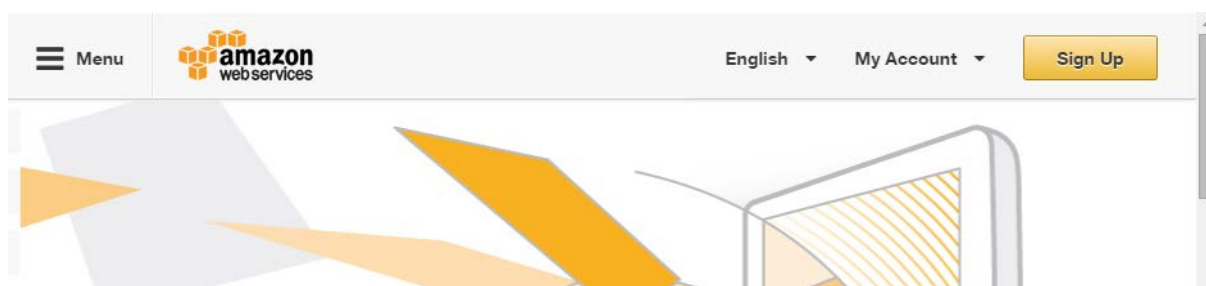 Menu
amazon
webservices
English
My Account
Sign Up